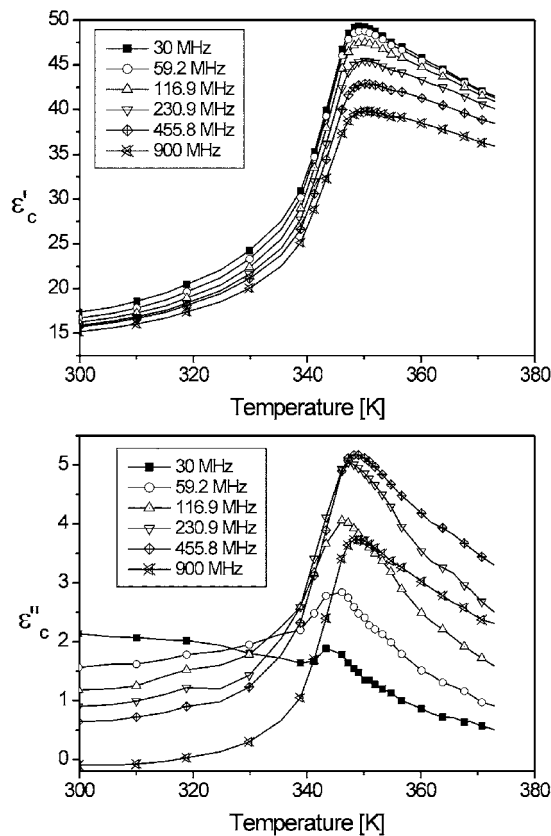 50
45
40
35
30
25
20
15
ε'c
30 MHz
59.2 MHz
116.9 MHz
230.9 MHz
455.8 MHz
900 MHz
300 320 340 360 380
Temperature [K]
5
4
3
2
1
0
ε"c
30 MHz
59.2 MHz
116.9 MHz
230.9 MHz
455.8 MHz
900 MHz
300 320 340 360 380
Temperature [K]